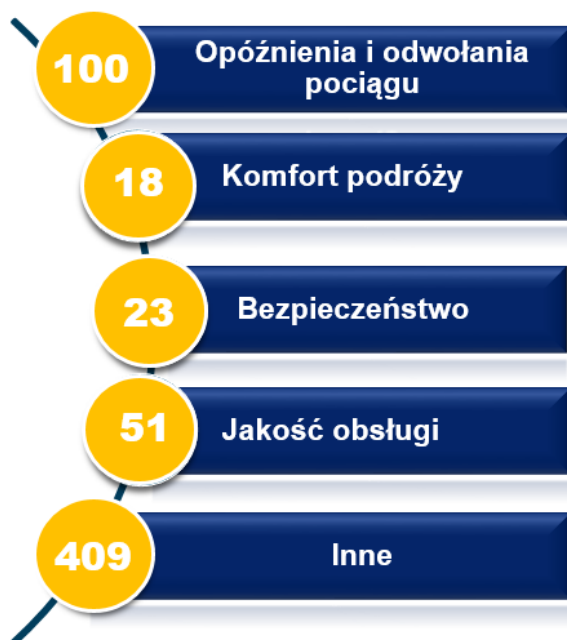 100
Opóźnienia i odwołania
pociągu
18
Komfort podróży
23
Bezpieczeństwo
51
Jakość obsługi
409
Inne